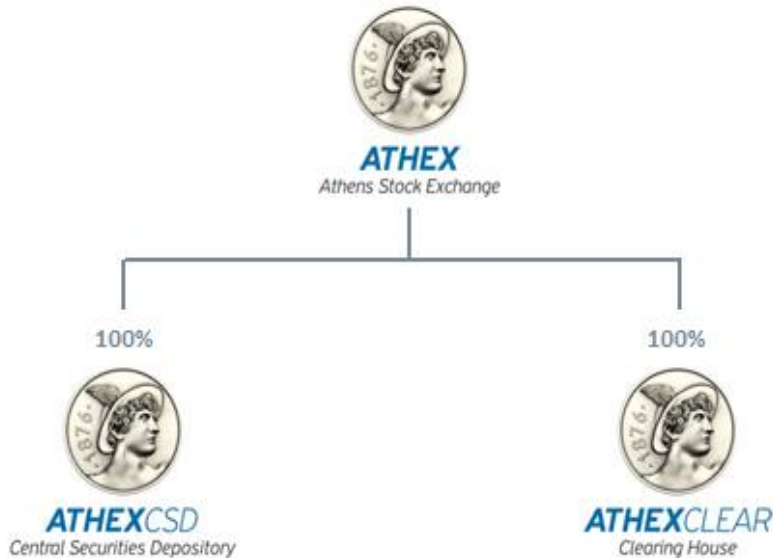 ·1876·
ATHEX
Athens Stock Exchange
100%
100%
·1876·
·1876·
ATHEXCSD
Central Securities Depository
ATHEXCLEAR
Clearing House